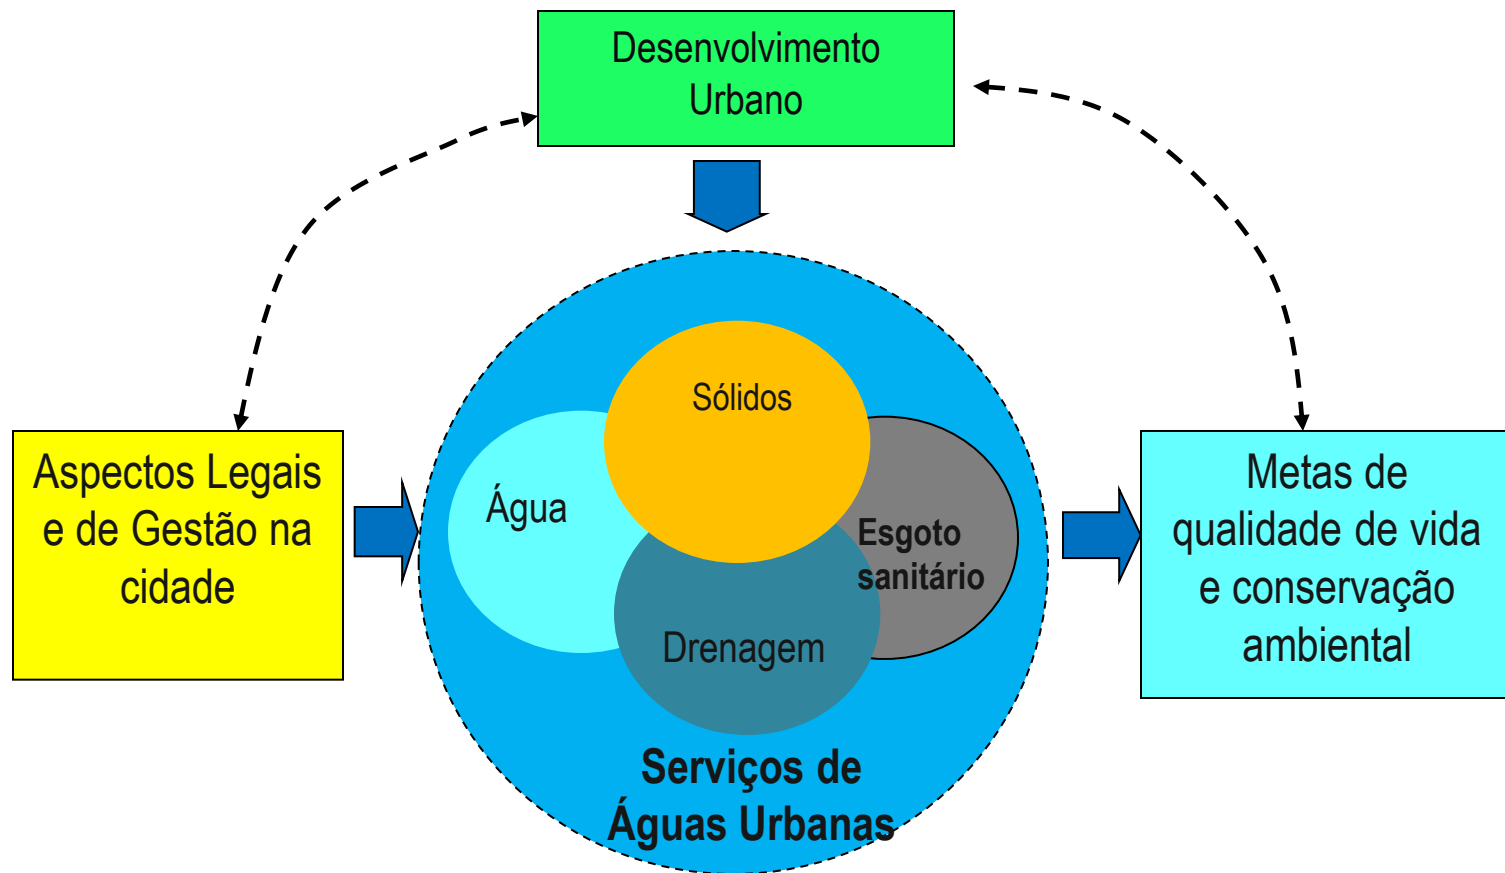 Desenvolvimento
Urbano
Sólidos
Água
Esgoto
sanitário
Drenagem
Serviços de
Águas Urbanas
Aspectos Legais
e de Gestão na
cidade
Metas de
qualidade de vida
e conservação
ambiental